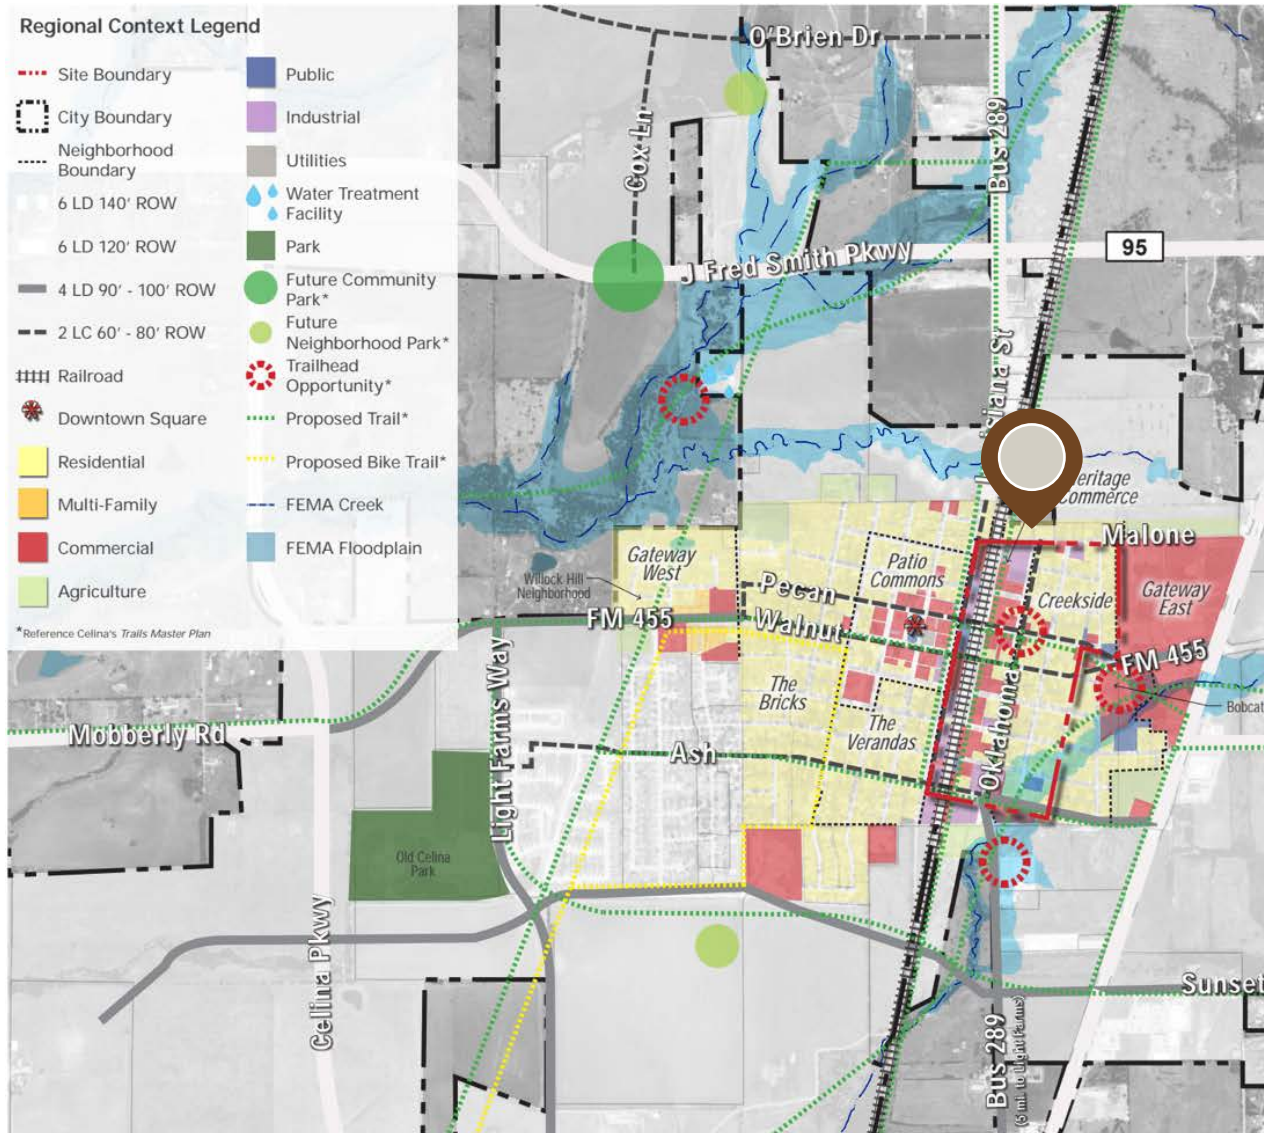 Regional Context Legend
Site Boundary
City Boundary
Neighborhood
Boundary
6 LD 140' ROW
6 LD 120' ROW
4 LD 90' - 100' ROW
2 LC 60' - 80' ROW
Railroad
Downtown Square
Residential
Multi-Family
Commercial
Agriculture
Public
Industrial
Utilities
Water Treatment
Facility
Park
Future Community
Park*
Future
Neighborhood Park*
Trailhead
Opportunity*
Proposed Trail*
Proposed Bike Trail*
FEMA Creek
FEMA Floodplain
*Reference Celina's Trails Master Plan
O'Brien Dr
Cox Ln
Bus 289
J Fred Smith Pkwy
95
Commerce
Malone
Gateway
West
Willock Hill
Neighborhood
Patio
Commons
Pecan
Creekside
Gateway
East
FM 455
Walnut
FM 455
Light Farms Way
The
Bricks
The
Verandas
Oklahoma
Bobcat
Mobberly Rd
Ash
Old Celina
Park
Celina Pkwy
Sunset
Bus 289
(5 mi. to Light Farms)